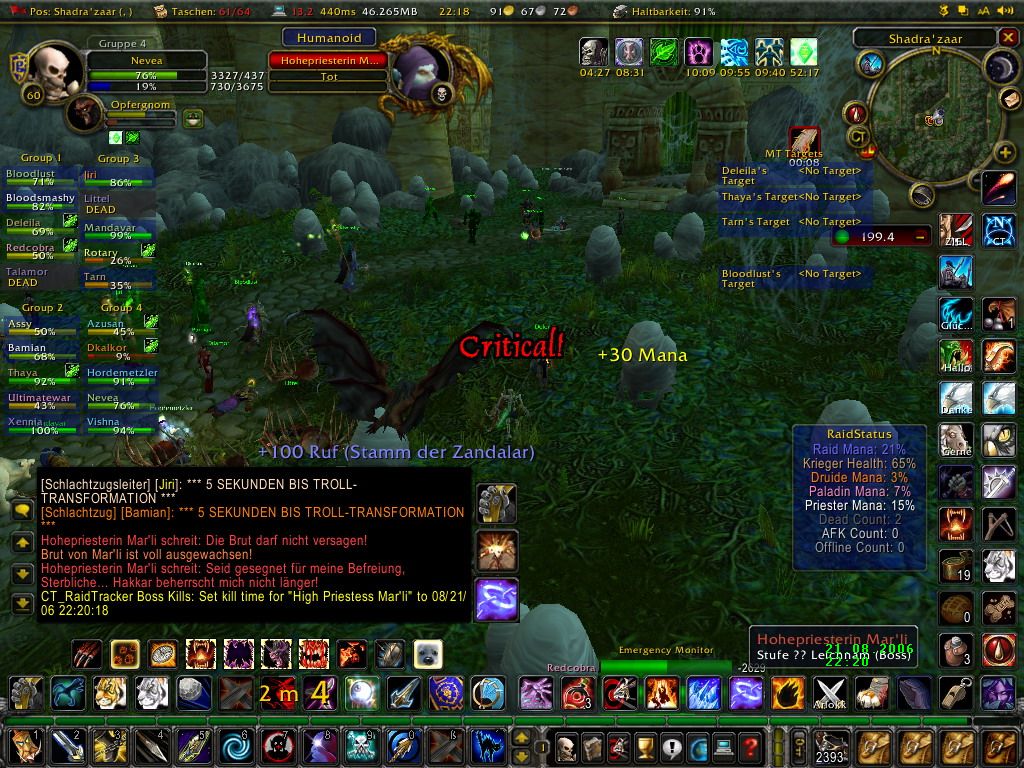 Pos: Shadra'zaar (, )
Taschen: 61/64
13.2 440ms 46.265MB
22:18
91 67 72
Haltbarkeit: 91%
Gruppe 4
Nevea
76%
19%
3327/437
730/3675
60
Opfergnom
Humanoid
Hohepriesterin M...
Tot
04:27 08:31 10:09 09:55 09:40 52:17
Shadra'zaar
N
CT
MT Targets
00:08
Deleila's Target <No Target>
Thaya's Target <No Target>
Tarn's Target <No Target>
199.4
Bloodlust's Target <No Target>
Group 1
Bloodlust
71%
Bloodsmashy
82%
Deleila
69%
Redcobra
50%
Talamor
DEAD
Group 3
Jiri
86%
Littel
DEAD
Mandavar
99%
Rotary
26%
Tarn
35%
Group 2
Assy
50%
Bamian
68%
Thaya
92%
Ultimatewar
43%
Xennia
100%
Group 4
Azusan
45%
Dkalkor
9%
Hordemetzler
91%
Nevea
76%
Vishna
94%
Critical!
+30 Mana
+100 Ruf (Stamm der Zandalar)
[Schlachtzugsleiter] [Jiri]: *** 5 SEKUNDEN BIS TROLL-
TRANSFORMATION ***
[Schlachtzug] [Bamian]: *** 5 SEKUNDEN BIS TROLL-TRANSFORMATION
***
Hohepriesterin Mar'li schreit: Die Brut darf nicht versagen!
Brut von Mar'li ist voll ausgewachsen!
Hohepriesterin Mar'li schreit: Seid gesegnet für meine Befreiung,
Sterbliche... Hakkar beherrscht mich nicht länger!
CT_RaidTracker Boss Kills: Set kill time for "High Priestess Mar'li" to 08/21/
06 22:20:18
RaidStatus
Raid Mana: 21%
Krieger Health: 65%
Druide Mana: 3%
Paladin Mana: 7%
Priester Mana: 15%
Dead Count: 2
AFK Count: 0
Offline Count: 0
CT
Hallo
Danke
Gerne
19
0
3
Emergency Monitor
Redcobra
-2629
Hohepriesterin Mar'li
Stufe ?? Leichnam (Boss)
21.08.2006
22:20
2 m
4
Arlokk
2393